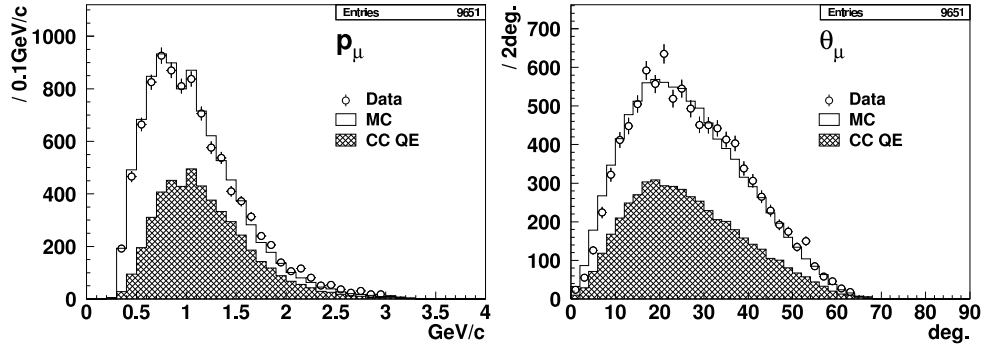 Entries 9651
/ 0.1GeV/c
pμ
Data
MC
CC QE
1000
800
600
400
200
0
0 0.5 1 1.5 2 2.5 3 3.5 4
GeV/c
Entries 9651
/ 2deg.
θμ
Data
MC
CC QE
700
600
500
400
300
200
100
0
0 10 20 30 40 50 60 70 80 90
deg.